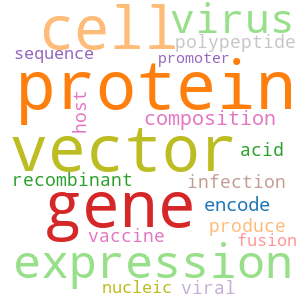 cell virus
polypeptide
sequence promoter
protein
host
composition
vector acid
recombinant infection
gene encode
produce
vaccine fusion
expression
nucleic viral